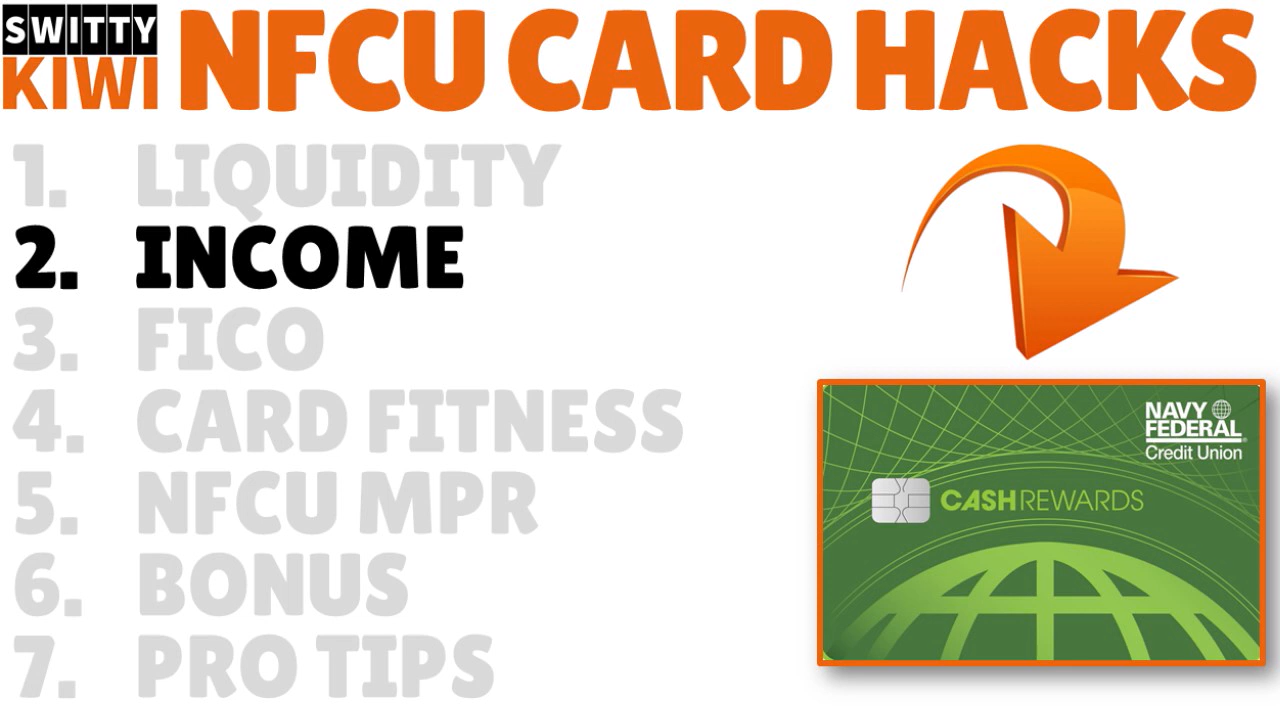 SWITTY
KIWI
NFCU CARD HACKS
1. LIQUIDITY
2. INCOME
3. FICO
4. CARD FITNESS
5. NFCU MPR
6. BONUS
7. PRO TIPS
NAVY
FEDERAL®
Credit Union
CASHREWARDS